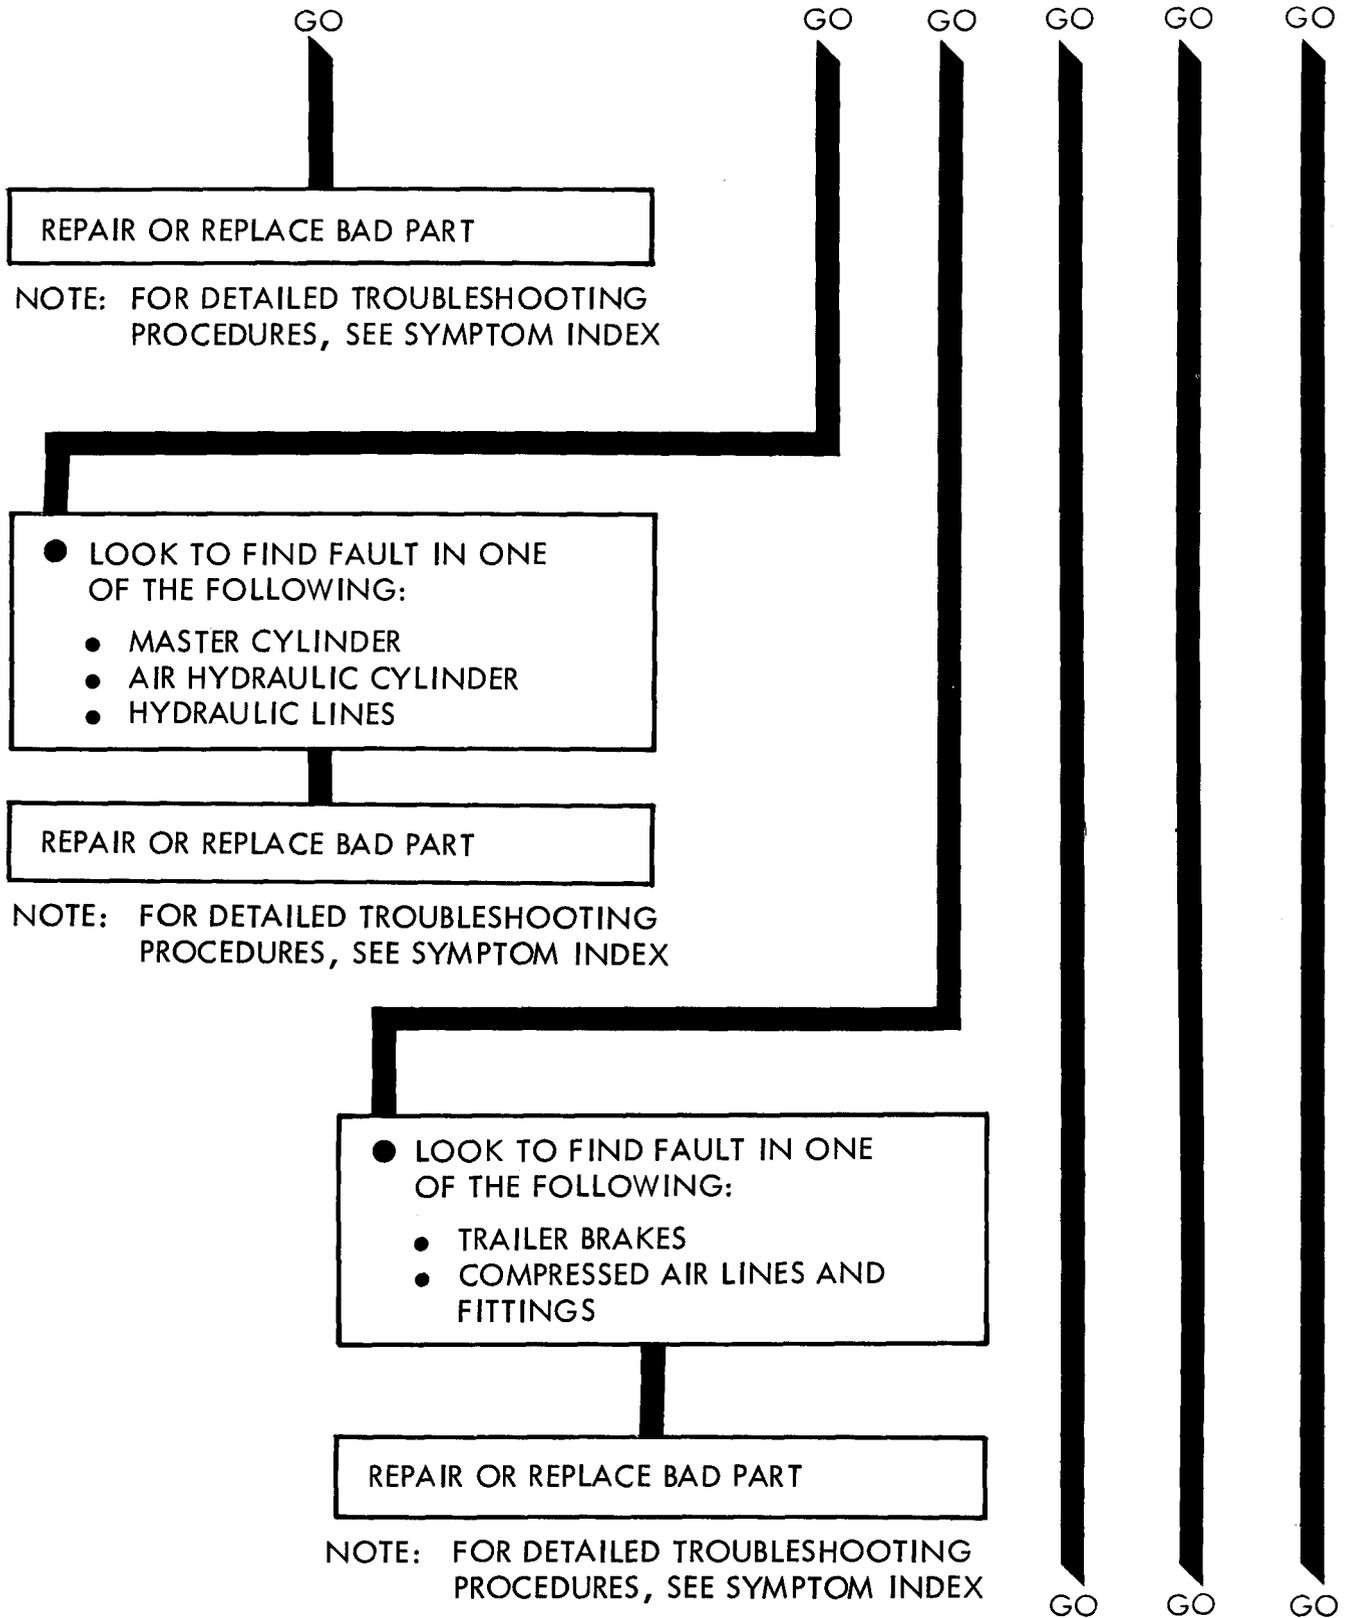 GO GO GO GO GO GO
REPAIR OR REPLACE BAD PART
NOTE: FOR DETAILED TROUBLESHOOTING
PROCEDURES, SEE SYMPTOM INDEX
● LOOK TO FIND FAULT IN ONE
OF THE FOLLOWING:
● MASTER CYLINDER
● AIR HYDRAULIC CYLINDER
● HYDRAULIC LINES
REPAIR OR REPLACE BAD PART
NOTE: FOR DETAILED TROUBLESHOOTING
PROCEDURES, SEE SYMPTOM INDEX
● LOOK TO FIND FAULT IN ONE
OF THE FOLLOWING:
● TRAILER BRAKES
● COMPRESSED AIR LINES AND
FITTINGS
REPAIR OR REPLACE BAD PART
NOTE: FOR DETAILED TROUBLESHOOTING
PROCEDURES, SEE SYMPTOM INDEX
GO GO GO